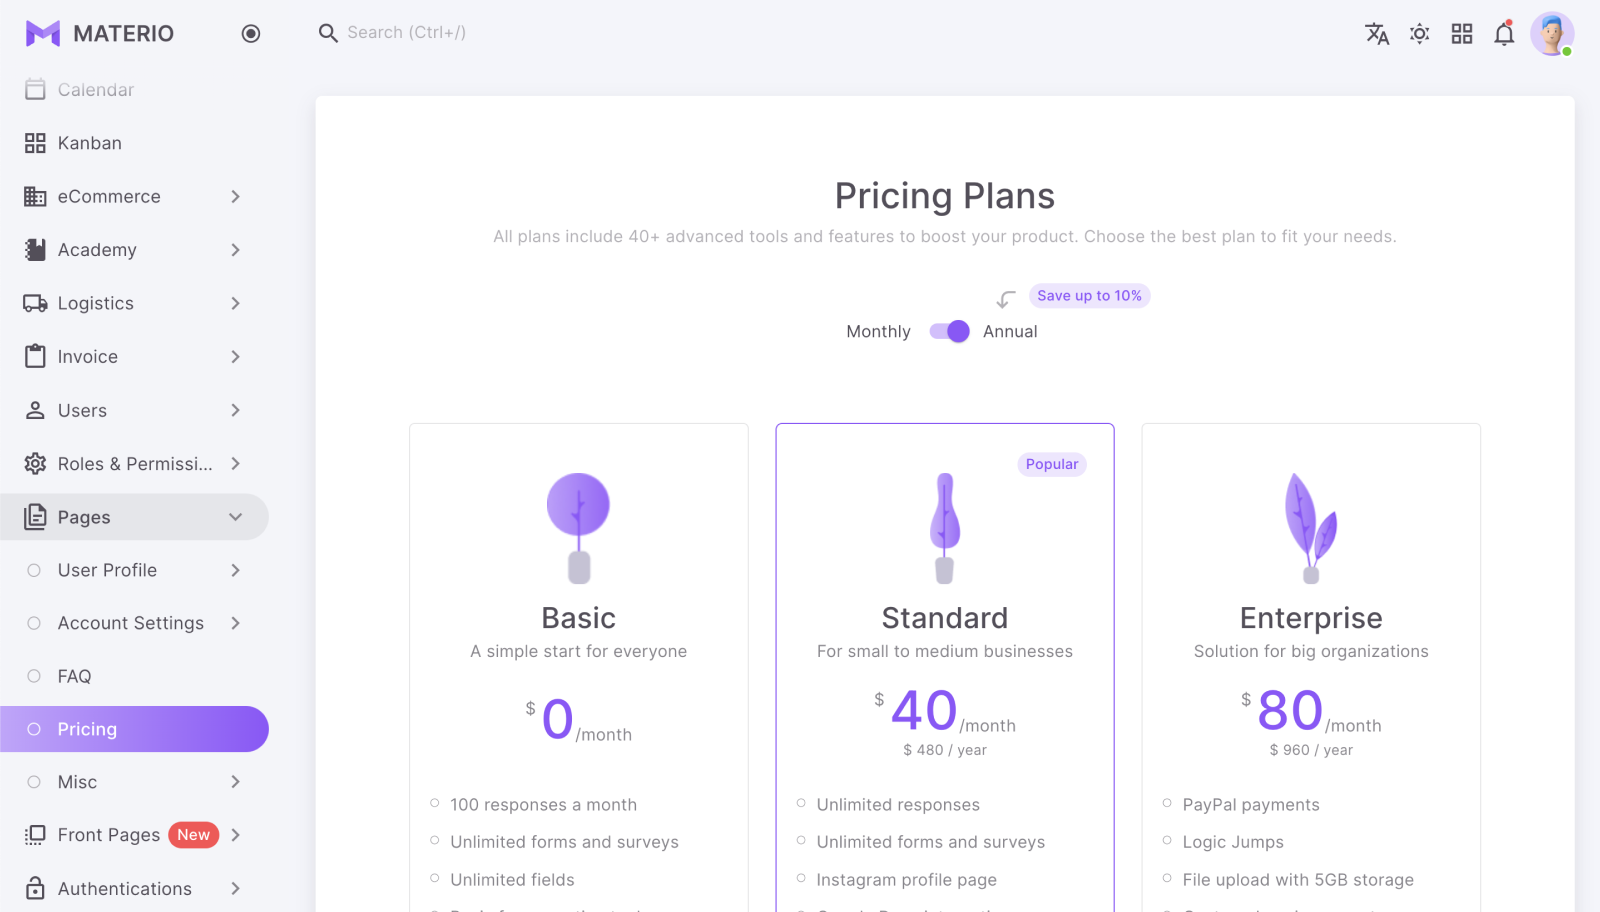 MATERIO
Search (Ctrl+/)
Calendar
Kanban
eCommerce
Academy
Logistics
Invoice
Users
Roles & Permissi...
Pages
User Profile
Account Settings
FAQ
Pricing
Misc
Front Pages New
Authentications
Pricing Plans
All plans include 40+ advanced tools and features to boost your product. Choose the best plan to fit your needs.
Save up to 10%
Monthly Annual
Basic
A simple start for everyone
$ 0 /month
100 responses a month
Unlimited forms and surveys
Unlimited fields
Popular
Standard
For small to medium businesses
$ 40 /month
$ 480 / year
Unlimited responses
Unlimited forms and surveys
Instagram profile page
Enterprise
Solution for big organizations
$ 80 /month
$ 960 / year
PayPal payments
Logic Jumps
File upload with 5GB storage